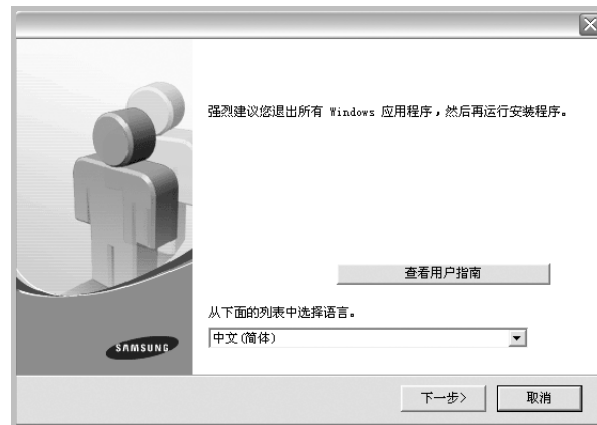 强烈建议您退出所有 Windows 应用程序，然后再运行安装程序。
查看用户指南
从下面的列表中选择语言。
中文(简体)
SAMSUNG
下一步>
取消